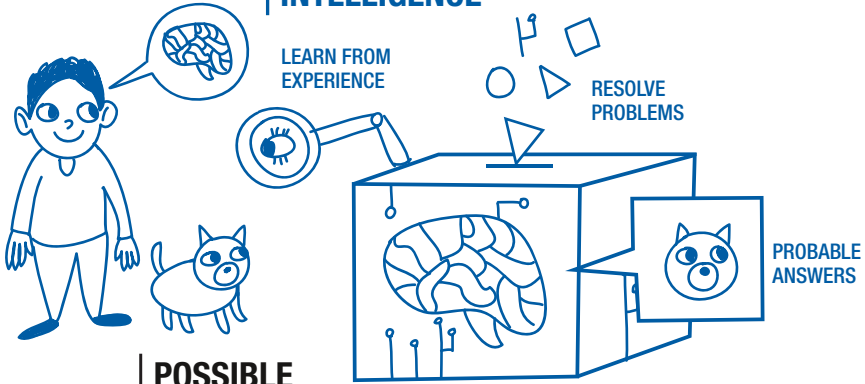 INTELLIGENCE
LEARN FROM
EXPERIENCE
RESOLVE
PROBLEMS
PROBABLE
ANSWERS
POSSIBLE